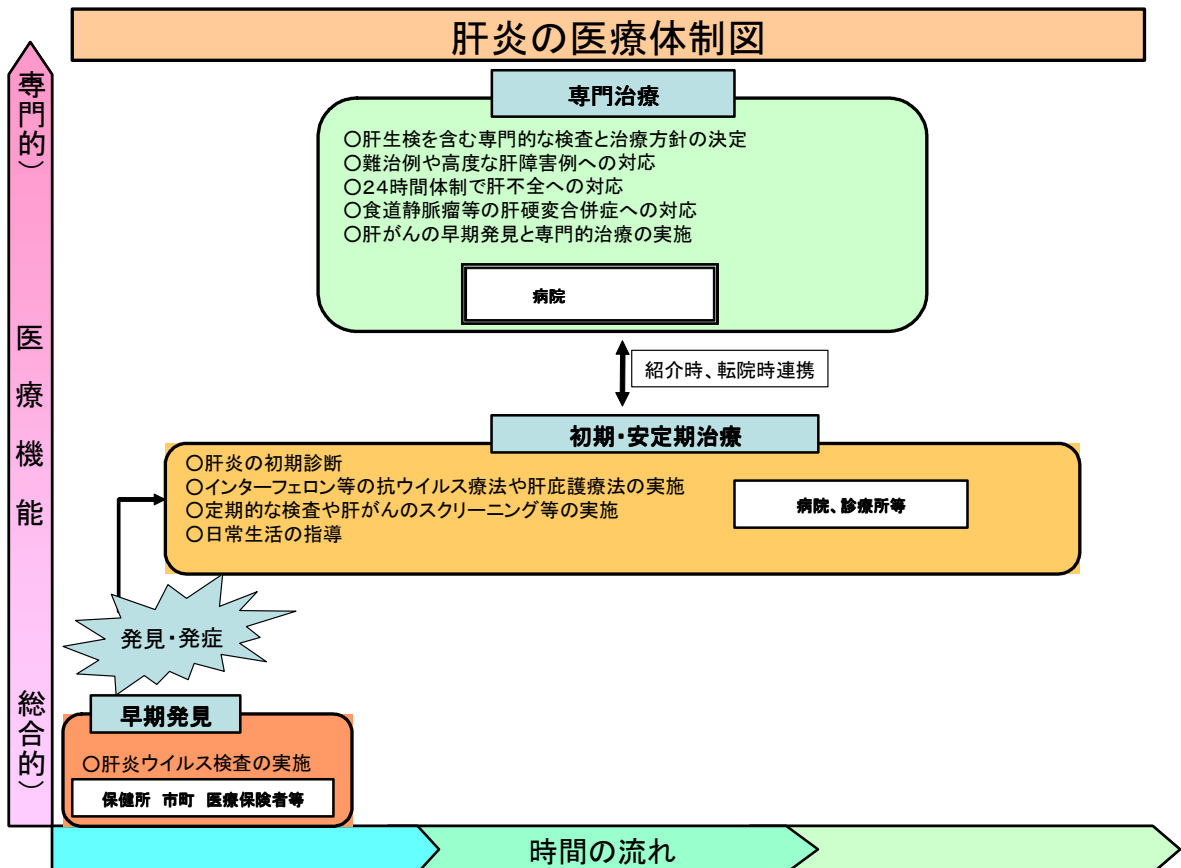 肝炎の医療体制図
専門的）
医療機能
総合的）
専門治療
○肝生検を含む専門的な検査と治療方針の決定
○難治例や高度な肝障害例への対応
○24時間体制で肝不全への対応
○食道静脈瘤等の肝硬変合併症への対応
○肝がんの早期発見と専門的治療の実施
病院
紹介時、転院時連携
初期・安定期治療
○肝炎の初期診断
○インターフェロン等の抗ウイルス療法や肝庇護療法の実施
○定期的な検査や肝がんのスクリーニング等の実施
○日常生活の指導
病院、診療所等
発見・発症
早期発見
○肝炎ウイルス検査の実施
保健所 市町 医療保険者等
時間の流れ